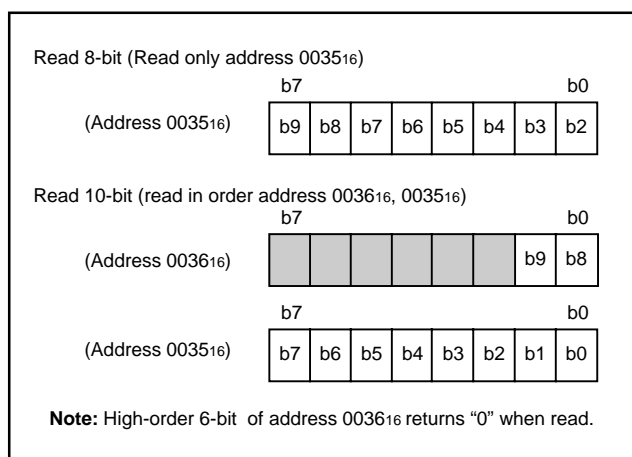 Read 8-bit (Read only address 003516)
b7 b0
(Address 003516) b9 b8 b7 b6 b5 b4 b3 b2
Read 10-bit (read in order address 003616, 003516)
b7 b0
(Address 003616) b9 b8
b7 b0
(Address 003516) b7 b6 b5 b4 b3 b2 b1 b0
Note: High-order 6-bit of address 003616 returns “0” when read.